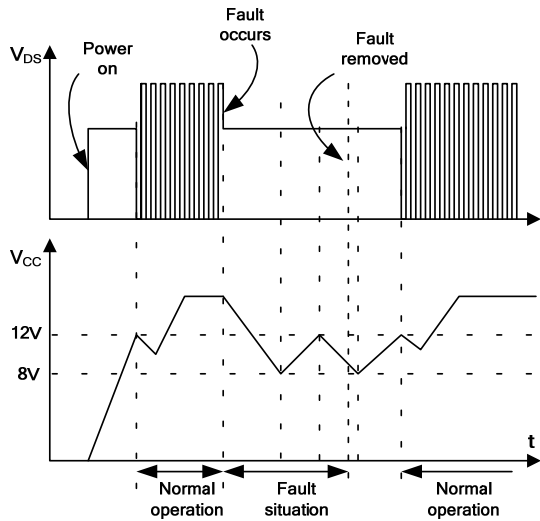 Fault
occurs
Power
on
Fault
removed
VDS
VCC
12V
8V
t
Normal
operation
Fault
situation
Normal
operation